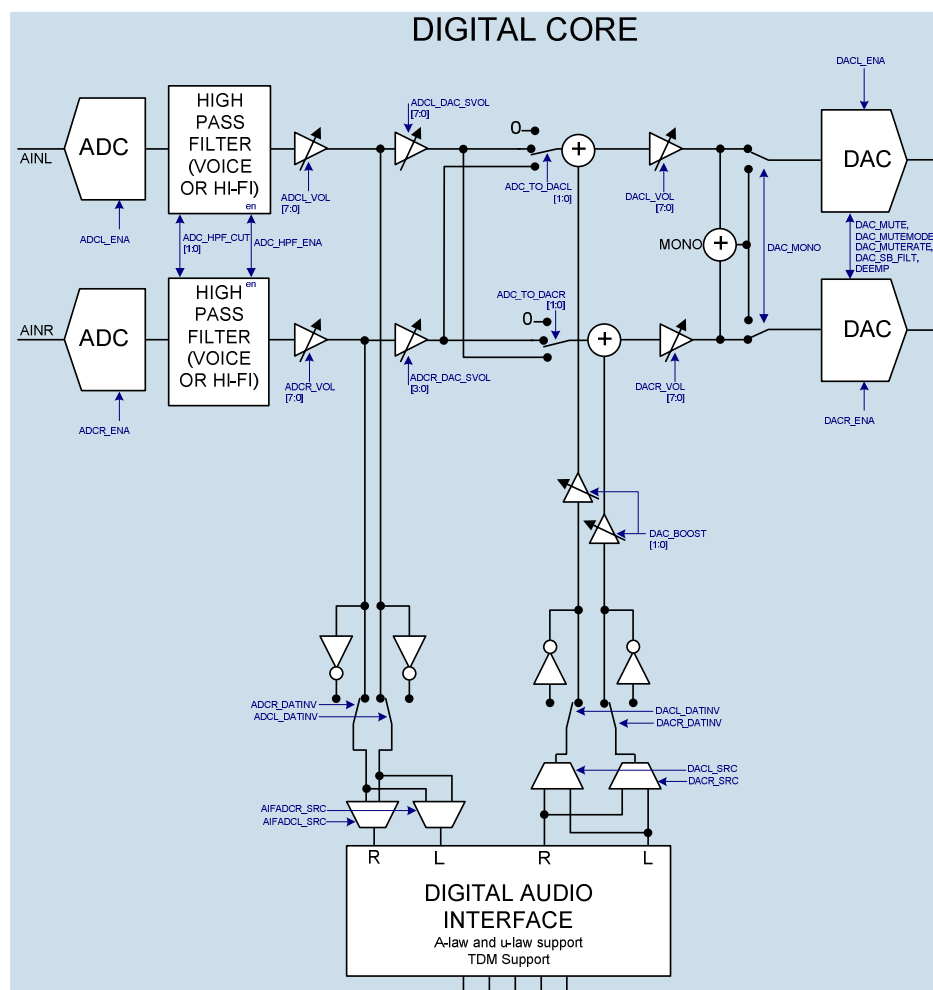 DIGITAL CORE
DACL_ENA
AINL
ADC
HIGH
PASS
FILTER
(VOICE
OR HI-FI)
en
ADCL_ENA
ADC_HPF_CUT
[1:0]
ADC_HPF_ENA
ADCL_VOL
[7:0]
ADCL_DAC_SVOL
[7:0]
0
ADC_TO_DACL
[1:0]
+
DACL_VOL
[7:0]
MONO
+
DAC_MONO
DAC
DAC_MUTE,
DAC_MUTEMODE
DAC_MUTERATE,
DAC_SB_FILT,
DEEMP
AINR
ADC
en
HIGH
PASS
FILTER
(VOICE
OR HI-FI)
ADCR_ENA
ADCR_VOL
[7:0]
ADCR_DAC_SVOL
[3:0]
ADC_TO_DACR
[1:0]
0
+
DACR_VOL
[7:0]
DAC
DACR_ENA
DAC_BOOST
[1:0]
ADCR_DATINV
ADCL_DATINV
DACL_DATINV
DACR_DATINV
DACL_SRC
DACR_SRC
AIFADCR_SRC
AIFADCL_SRC
R
L
R
L
DIGITAL AUDIO
INTERFACE
A-law and u-law support
TDM Support